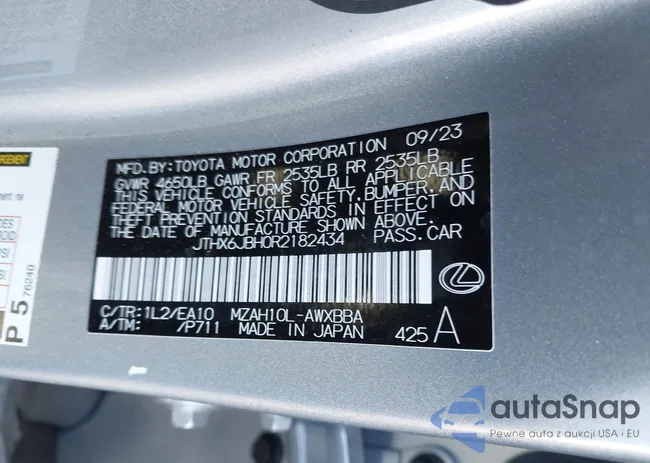 MFD.BY:TOYOTA MOTOR CORPORATION 09/23
GVWR 4650LB GAWR FR 2535LB RR 2535LB
THIS VEHICLE CONFORMS TO ALL APPLICABLE
FEDERAL MOTOR VEHICLE SAFETY,BUMPER,AND
THEFT PREVENTION STANDARDS IN EFFECT ON
THE DATE OF MANUFACTURE SHOWN ABOVE.
JTHX6JBH0R2182434 PASS.CAR
C/TR:1L2/EA10 MZAH10L-AWXBBA
A/TM: /P711 MADE IN JAPAN 425 A
P 5 76240
autaSnap
Pewne auta z aukcji USA i EU